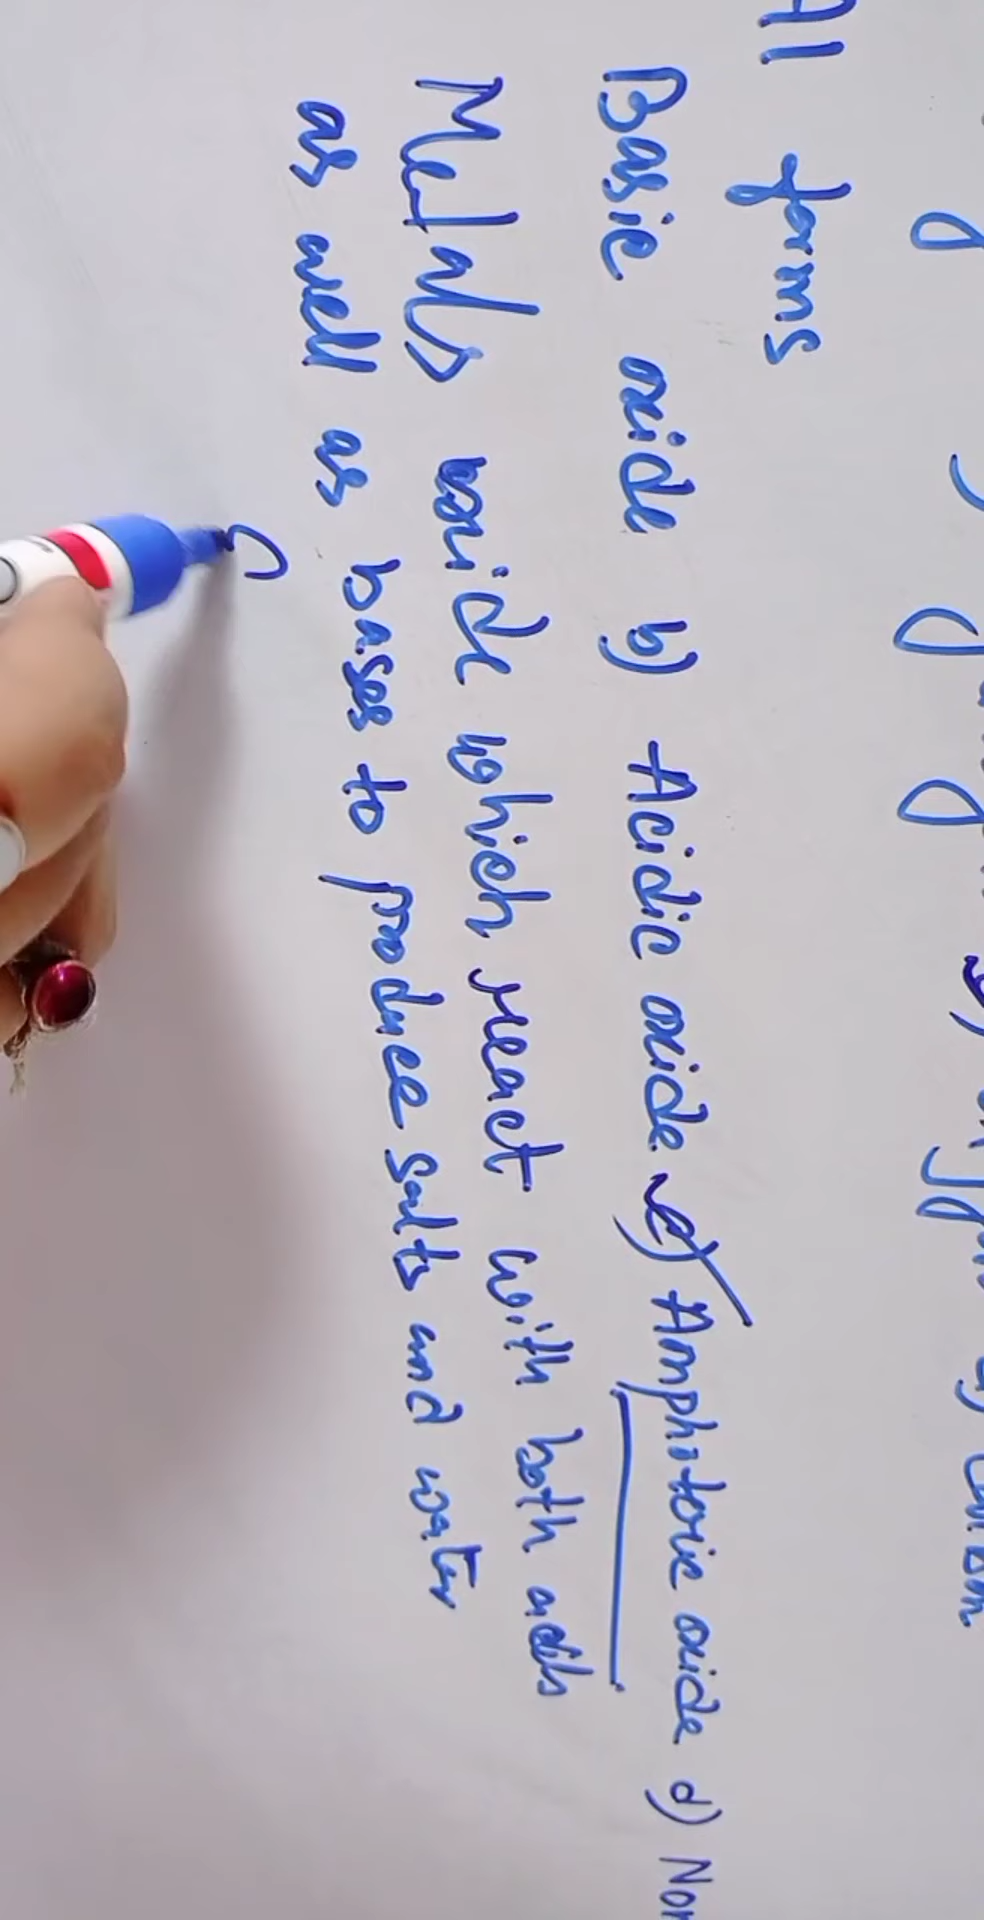 Al forms
Basic oxide b) Acidic oxide c) Amphoteric oxide d) Non
Metals oxide which react with both acids
as well as bases to produce salts and water